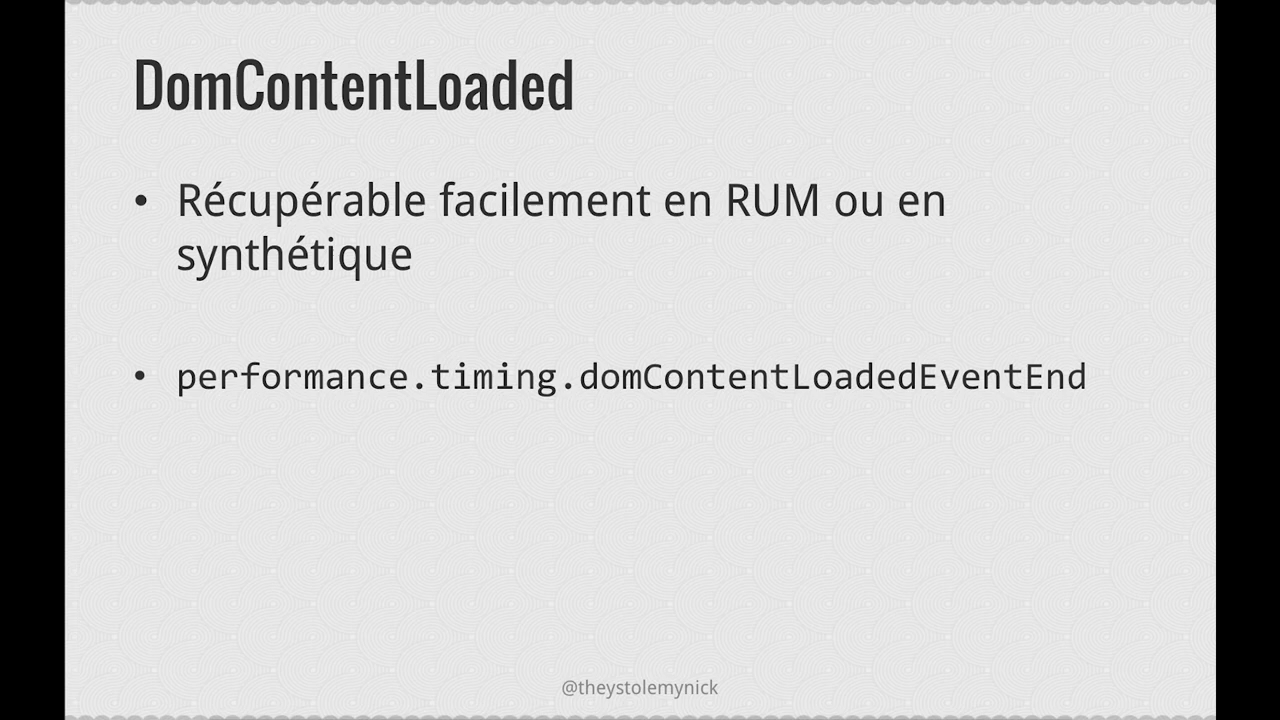 DomContentLoaded
• Récupérable facilement en RUM ou en
synthétique
• performance.timing.domContentLoadedEventEnd
@theystolemynick